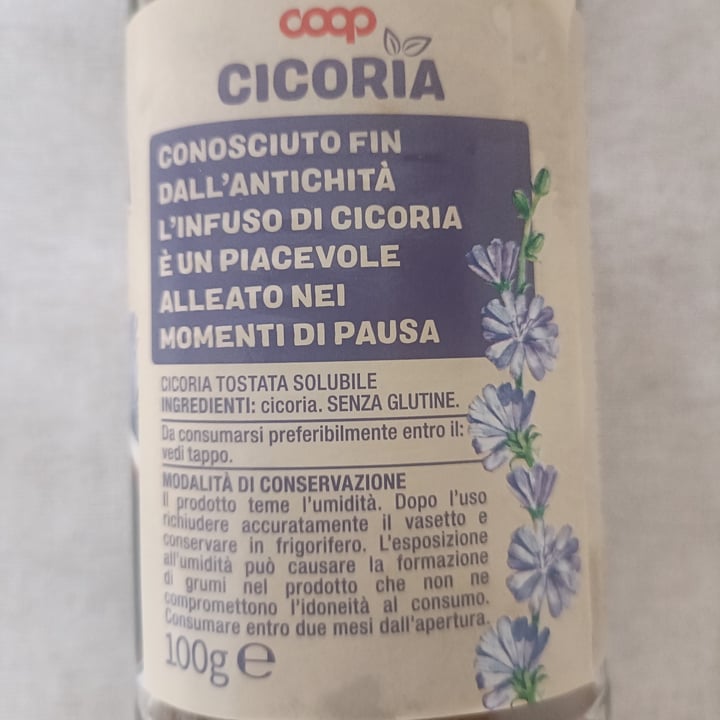 coop
CICORIA
CONOSCIUTO FIN
DALL'ANTICHITÀ
L'INFUSO DI CICORIA
È UN PIACEVOLE
ALLEATO NEI
MOMENTI DI PAUSA
CICORIA TOSTATA SOLUBILE
INGREDIENTI: cicoria. SENZA GLUTINE.
Da consumarsi preferibilmente entro il:
vedi tappo.
MODALITÀ DI CONSERVAZIONE
Il prodotto teme l'umidità. Dopo l'uso
richiudere accuratamente il vasetto e
conservare in frigorifero. L'esposizione
all'umidità può causare la formazione
di grumi nel prodotto che non ne
compromettono l'idoneità al consumo.
Consumare entro due mesi dall'apertura.
100g e